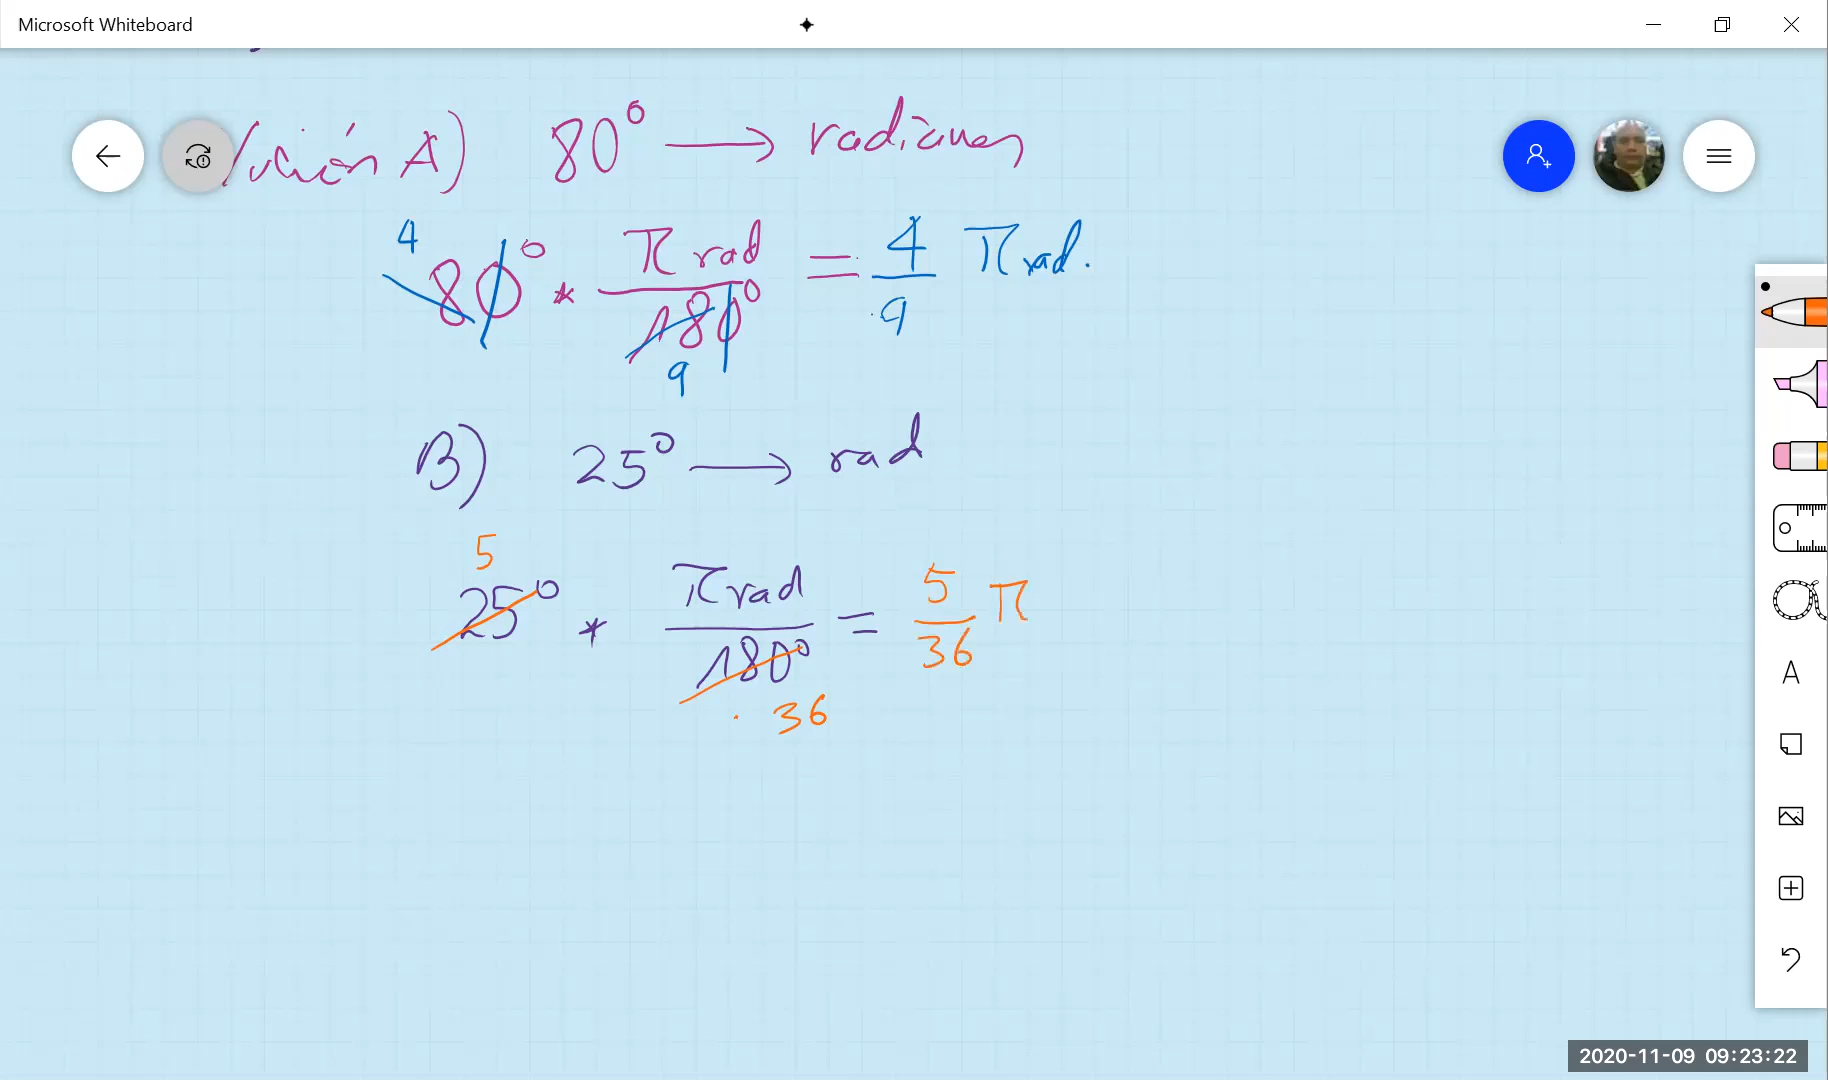 Microsoft Whiteboard
ución A) 80° → radianes
4
80° * π rad / 180° = 4/9 π rad.
9
B) 25° → rad
5
25° * π rad / 180° = 5/36 π
36
A
2020-11-09 09:23:22